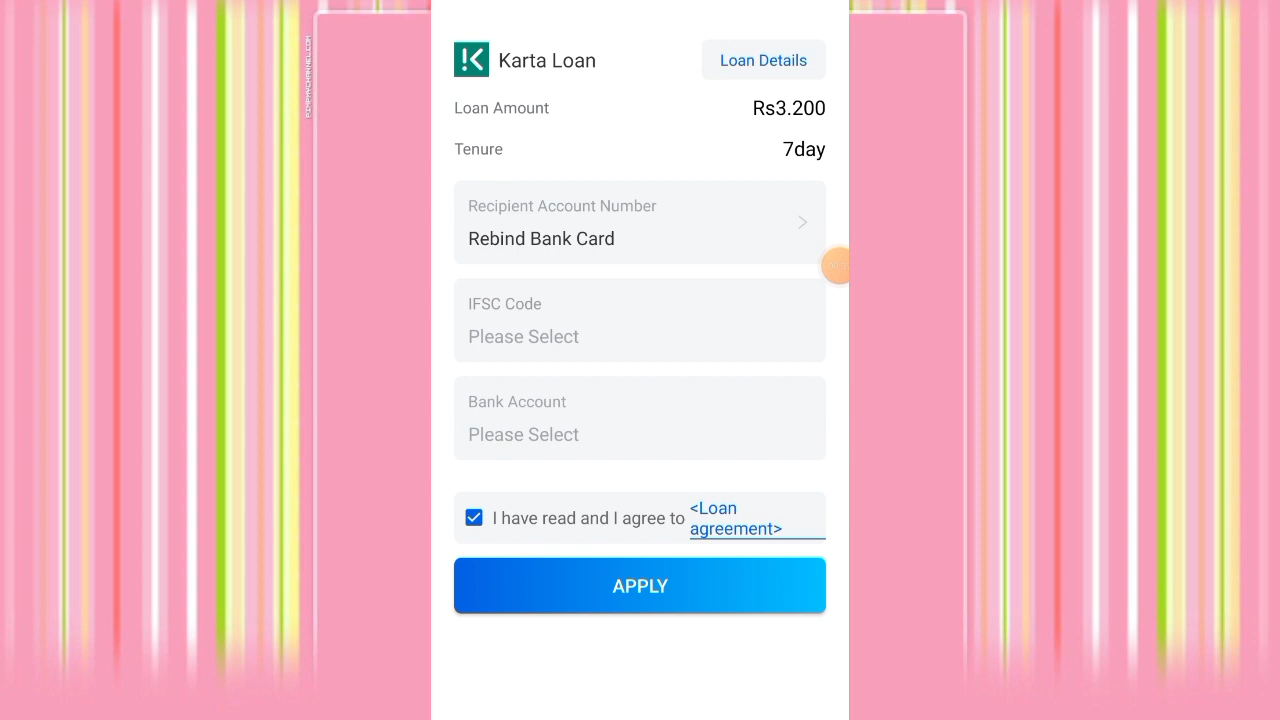 Karta Loan
Loan Details
Loan Amount
Rs3.200
Tenure
7day
Recipient Account Number
Rebind Bank Card
IFSC Code
Please Select
Bank Account
Please Select
I have read and I agree to <Loan
agreement>
APPLY